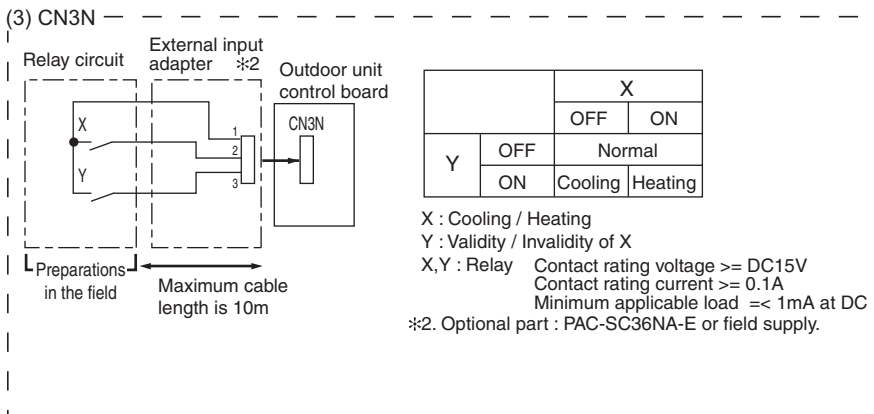 (3) CN3N
Relay circuit
External input
adapter ✻2
Outdoor unit
control board
X
Y
1
2
3
CN3N
Preparations
in the field
Maximum cable
length is 10m
X
OFF ON
Y OFF Normal
ON Cooling Heating
X : Cooling / Heating
Y : Validity / Invalidity of X
X,Y : Relay Contact rating voltage >= DC15V
Contact rating current >= 0.1A
Minimum applicable load =< 1mA at DC
✻2. Optional part : PAC-SC36NA-E or field supply.